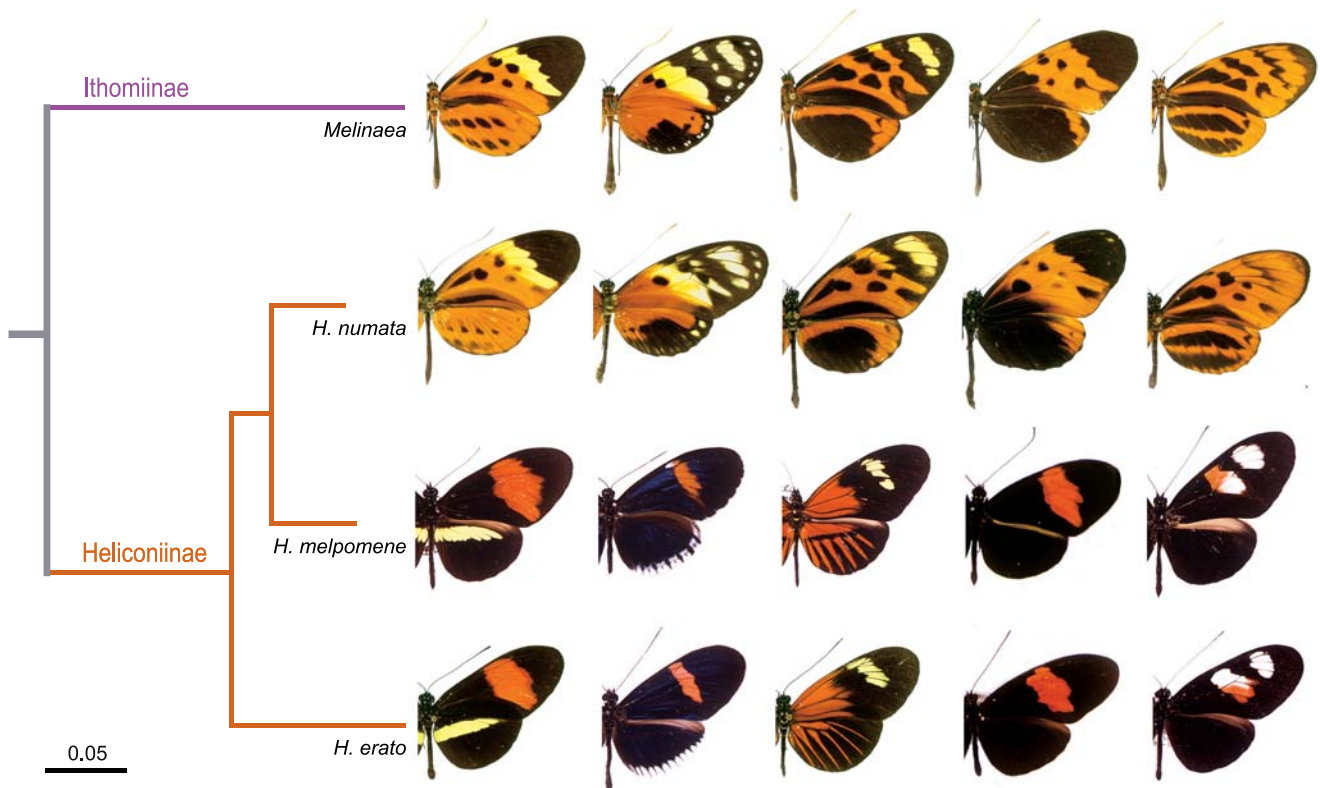 Ithomiinae
Melinaea
H. numata
H. melpomene
Heliconiinae
H. erato
0.05